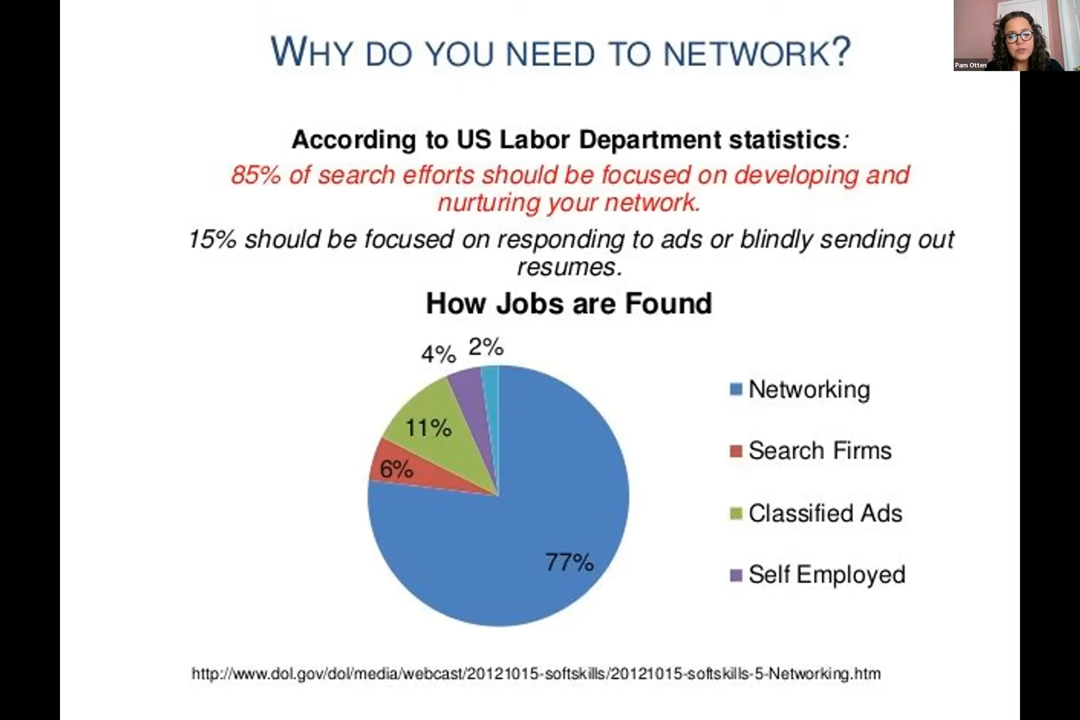 WHY DO YOU NEED TO NETWORK?
Pam Otten
According to US Labor Department statistics:
85% of search efforts should be focused on developing and
nurturing your network.
15% should be focused on responding to ads or blindly sending out
resumes.
How Jobs are Found
4% 2%
11%
6%
77%
Networking
Search Firms
Classified Ads
Self Employed
http://www.dol.gov/dol/media/webcast/20121015-softskills/20121015-softskills-5-Networking.htm